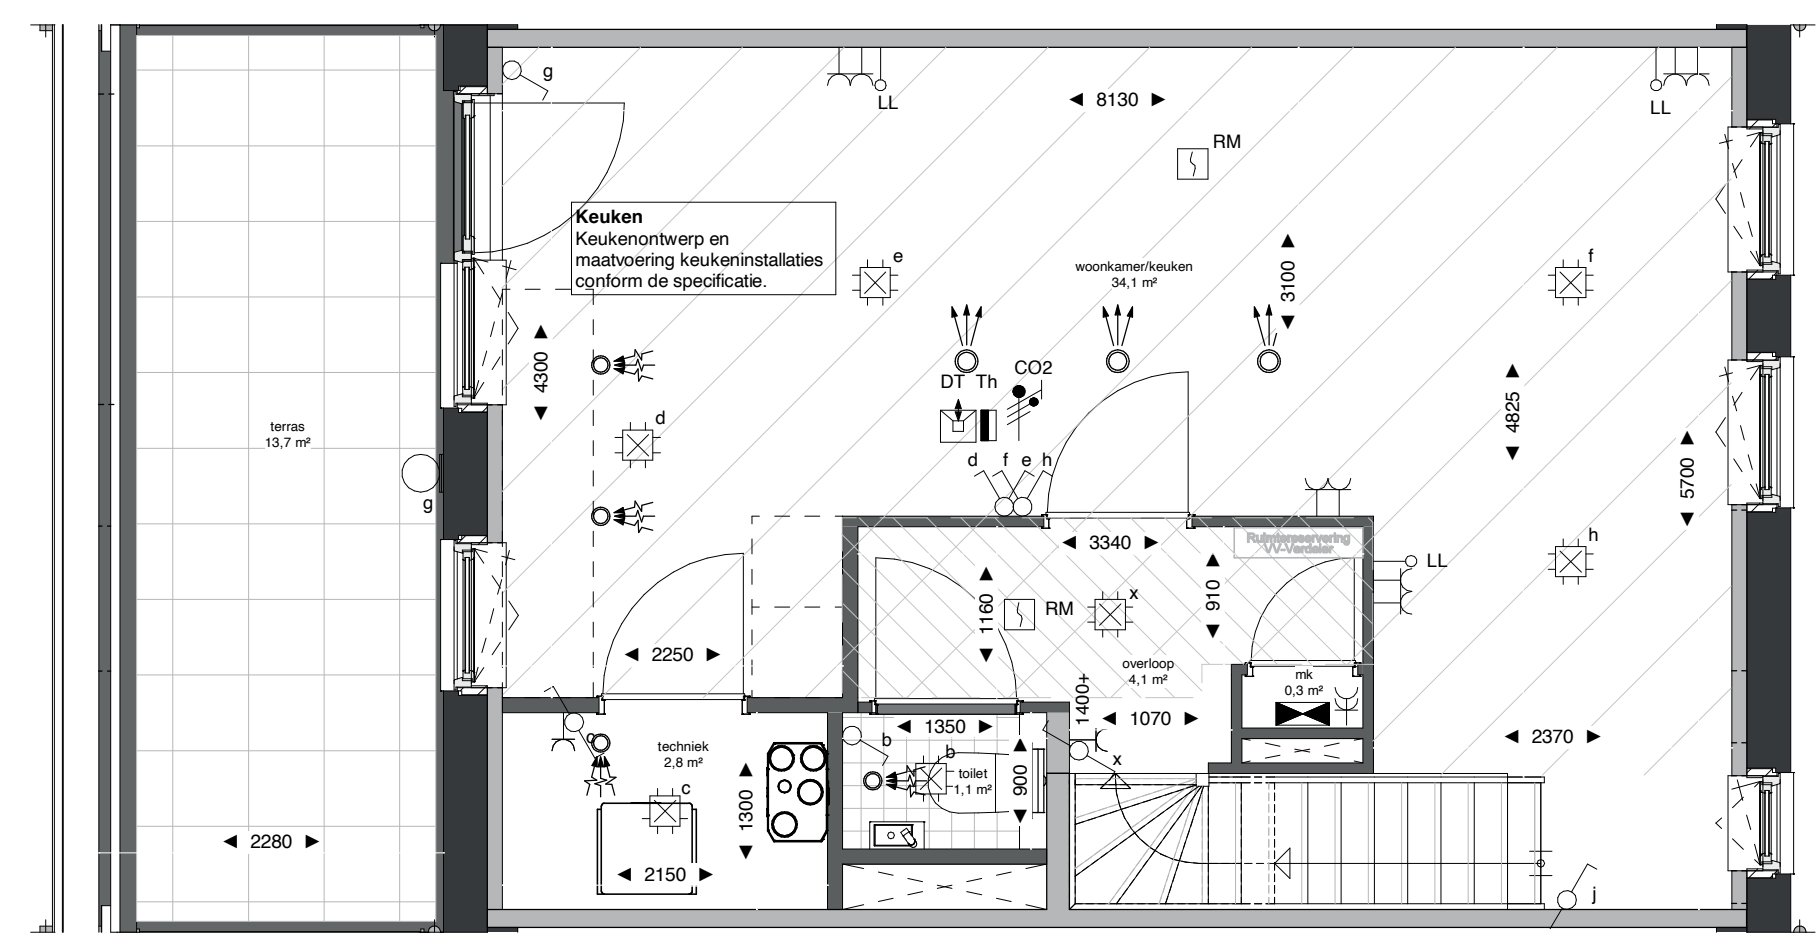 g
LL
8130
LL
RM
Keuken
Keukenontwerp en
maatvoering keukeninstallaties
conform de specificatie.
e
woonkamer/keuken
34,1 m²
3100
f
4300
DT Th CO2
4825
terras
13,7 m²
d
d f e h
5700
g
3340
Ruimtereservering
VV-Verdeler
h
LL
1160
RM
x
910
2250
overloop
4,1 m²
mk
0,3 m²
1400+
1350
1070
2370
techniek
2,8 m²
b
b
toilet
1,1 m²
900
x
c
1300
2280
2150
j